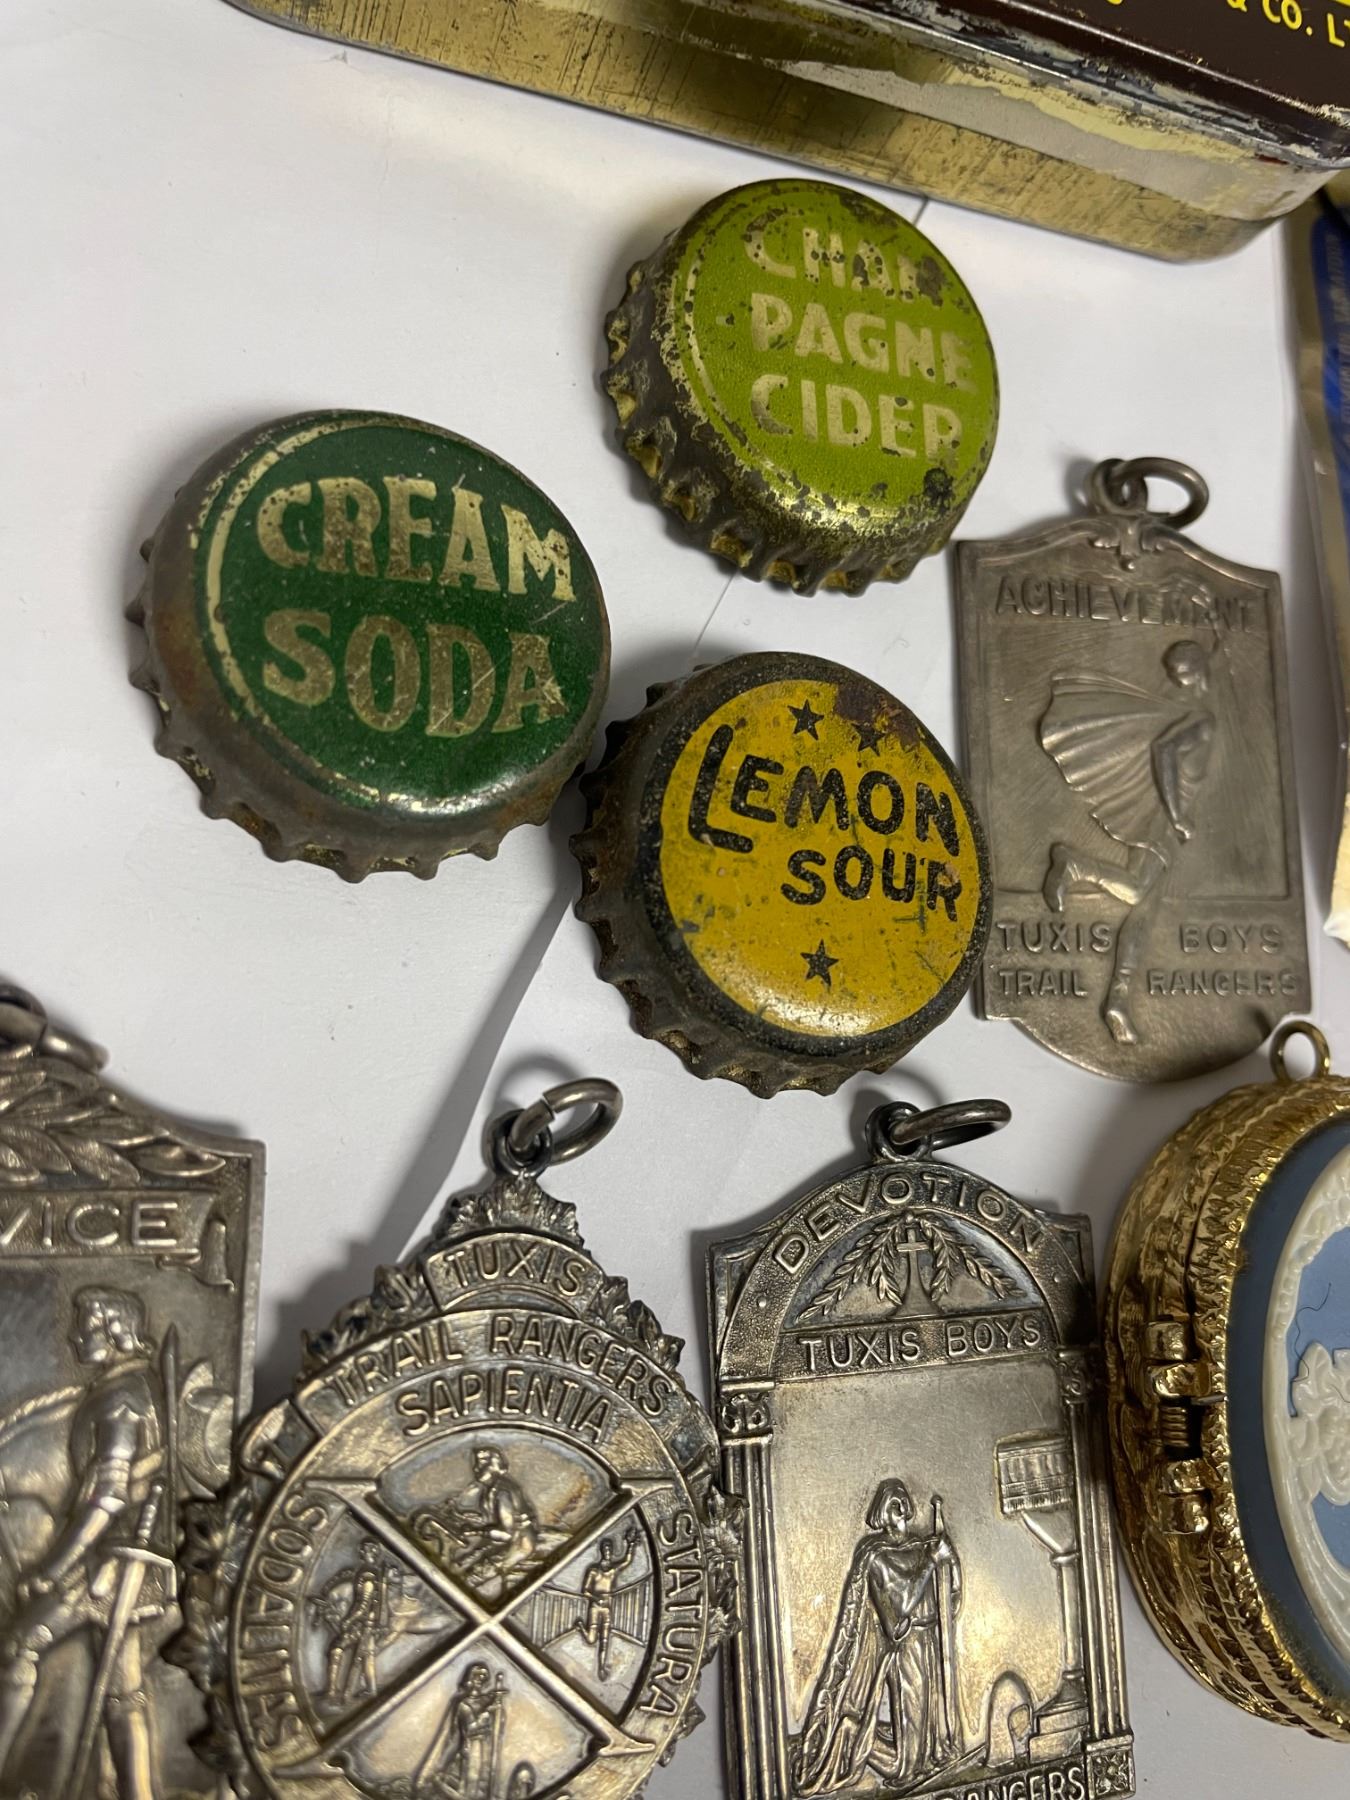 & CO. L
CHAM
PAGNE
CIDER
CREAM
SODA
LEMON
SOUR
ACHIEVEMENT
TUXIS BOYS
TRAIL RANGERS
VICE
TUXIS
TRAIL RANGERS
SAPIENTIA
STATURA
SODALITAS
DEVOTION
TUXIS BOYS
RANGERS